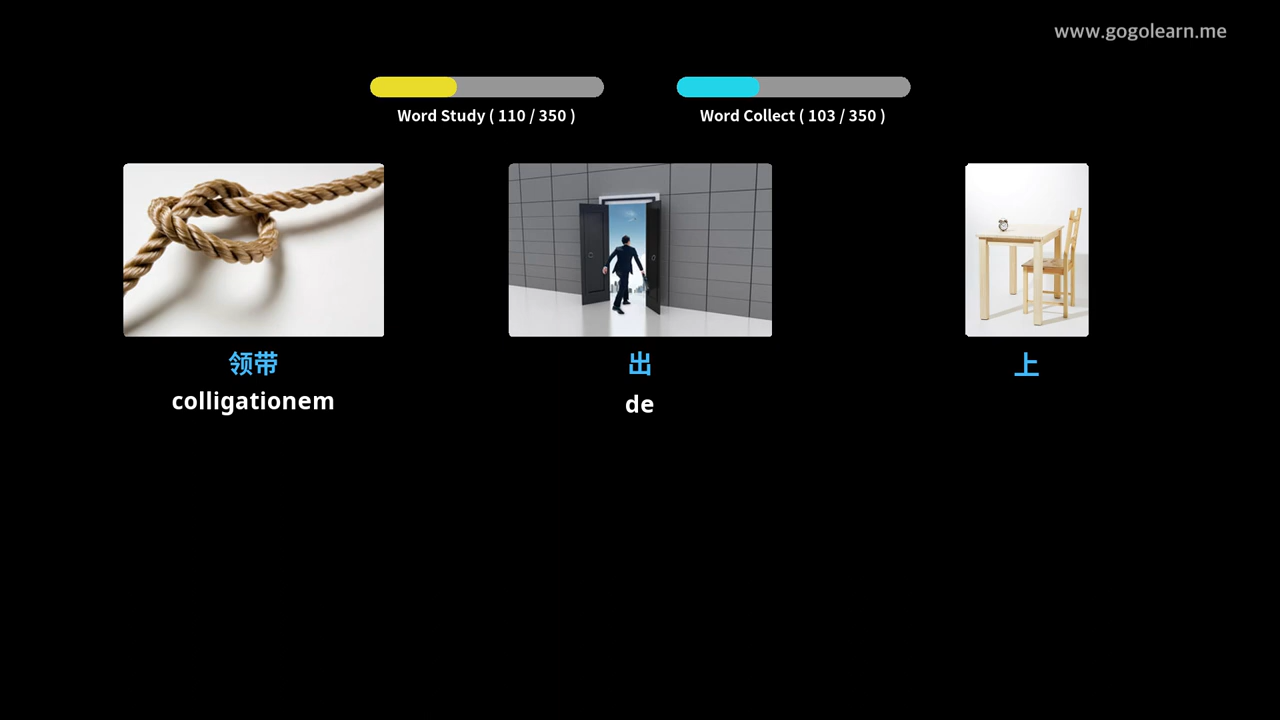 www.gogolearn.me
Word Study ( 110 / 350 )
Word Collect ( 103 / 350 )
领带
出
上
colligationem
de